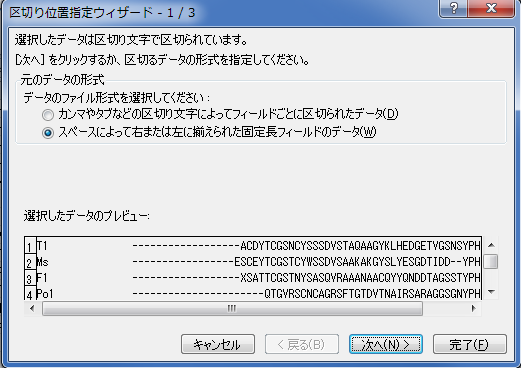 区切り位置指定ウィザード - 1 / 3
選択したデータは区切り文字で区切られています。
[次へ] をクリックするか、区切るデータの形式を指定してください。
元のデータの形式
データのファイル形式を選択してください：
カンマやタブなどの区切り文字によってフィールドごとに区切られたデータ(D)
スペースによって右または左に揃えられた固定長フィールドのデータ(W)
選択したデータのプレビュー:
1 T1 ------------------ACDYTCGSNCYSSSDVSTAQAAGYKLHEDGETVGSNSYPH
2 Ms -----------------ESCEYTCGSTCYWSSDVSAAKAKGYSLYESGDTIDD--YPH
3 F1 ------------------XSATTCGSTNYSASQVRAAANAACQYYQNDDTAGSSTYPH
4 Po1 ----------------------QTGVRSCNCAGRSFTGTDVTNAIRSARAGGSGNYPH
キャンセル
< 戻る(B)
次へ(N) >
完了(F)